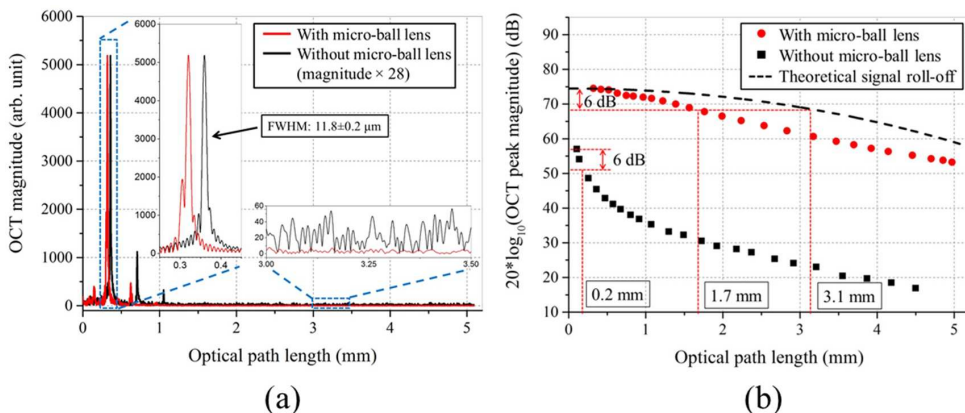 OCT magnitude (arb. unit)
6000
5000
4000
3000
2000
1000
0
0
1
2
3
4
5
Optical path length (mm)
With micro-ball lens
Without micro-ball lens
(magnitude × 28)
6000
5000
4000
3000
2000
1000
0
0.3
0.4
FWHM: 11.8±0.2 μm
60
40
20
0
3.00
3.25
3.50
(a)
20*log10(OCT peak magnitude) (dB)
90
80
70
60
50
40
30
20
10
0
1
2
3
4
5
Optical path length (mm)
With micro-ball lens
Without micro-ball lens
Theoretical signal roll-off
6 dB
6 dB
0.2 mm
1.7 mm
3.1 mm
(b)